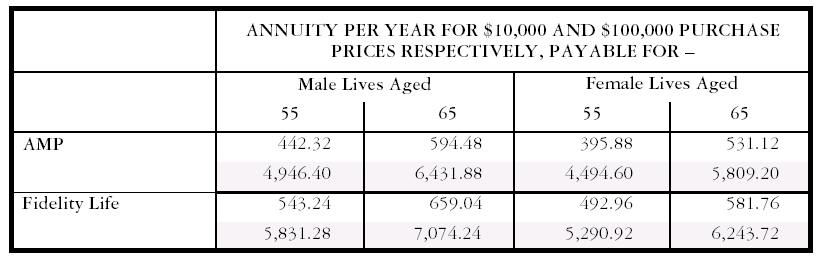 ANNUITY PER YEAR FOR $10,000 AND $100,000 PURCHASE
PRICES RESPECTIVELY, PAYABLE FOR –
Male Lives Aged Female Lives Aged
55 65 55 65
AMP 442.32 594.48 395.88 531.12
4,946.40 6,431.88 4,494.60 5,809.20
Fidelity Life 543.24 659.04 492.96 581.76
5,831.28 7,074.24 5,290.92 6,243.72